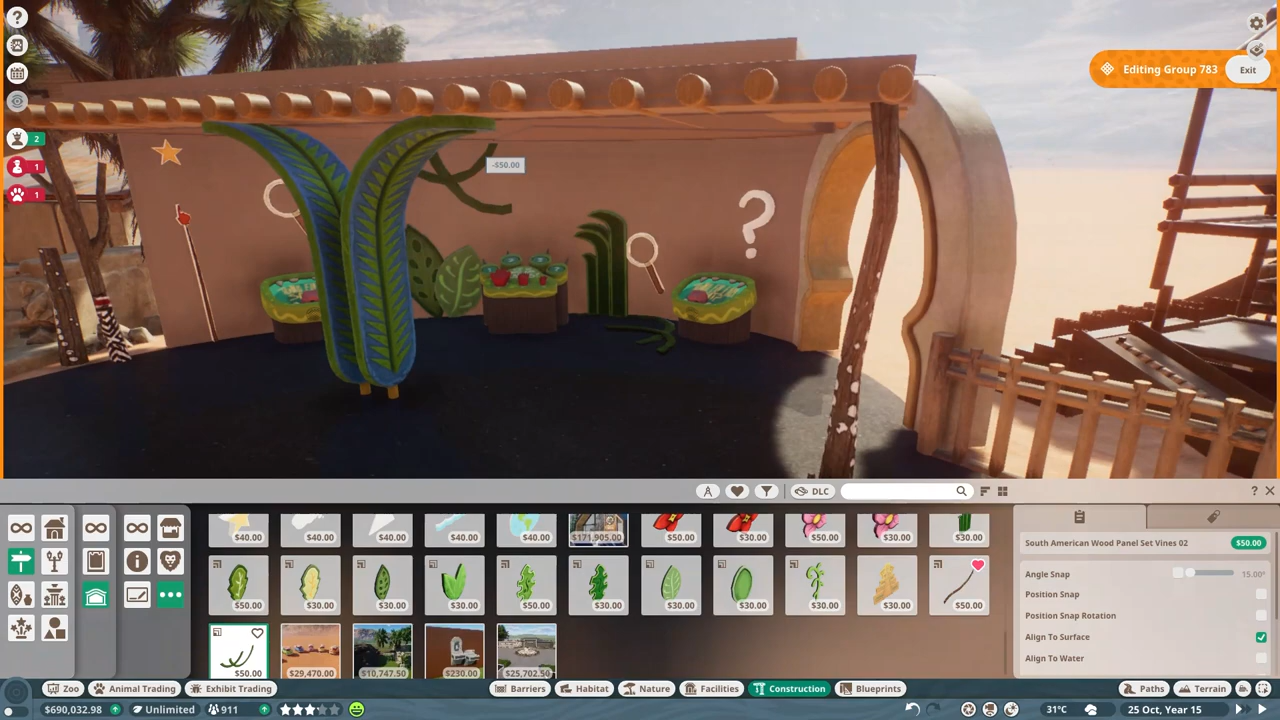 ?
Editing Group 783
Exit
2
1
1
-$50.00
?
DLC
? 
$40.00 $40.00 $40.00 $40.00 $40.00 $171,905.00 $50.00 $30.00 $50.00 $30.00 $30.00
$50.00 $30.00 $30.00 $30.00 $50.00 $30.00 $30.00 $30.00 $30.00 $30.00 $50.00
$50.00 $29,470.00 $10,747.50 $230.00 $25,702.50
South American Wood Panel Set Vines 02 $50.00
Angle Snap 15.00°
Position Snap
Position Snap Rotation
Align To Surface
Align To Water
Zoo Animal Trading Exhibit Trading Barriers Habitat Nature Facilities Construction Blueprints Paths Terrain
$690,032.98 Unlimited 911 31°C 25 Oct, Year 15